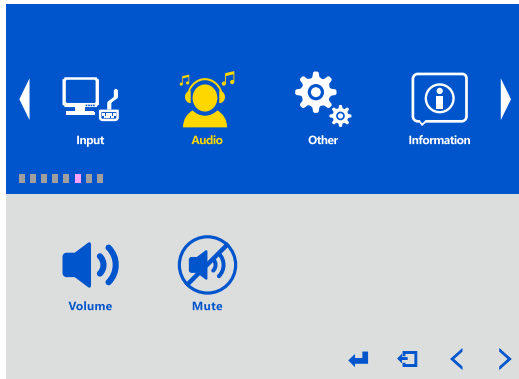 Input
Audio
Other
Information
Volume
Mute